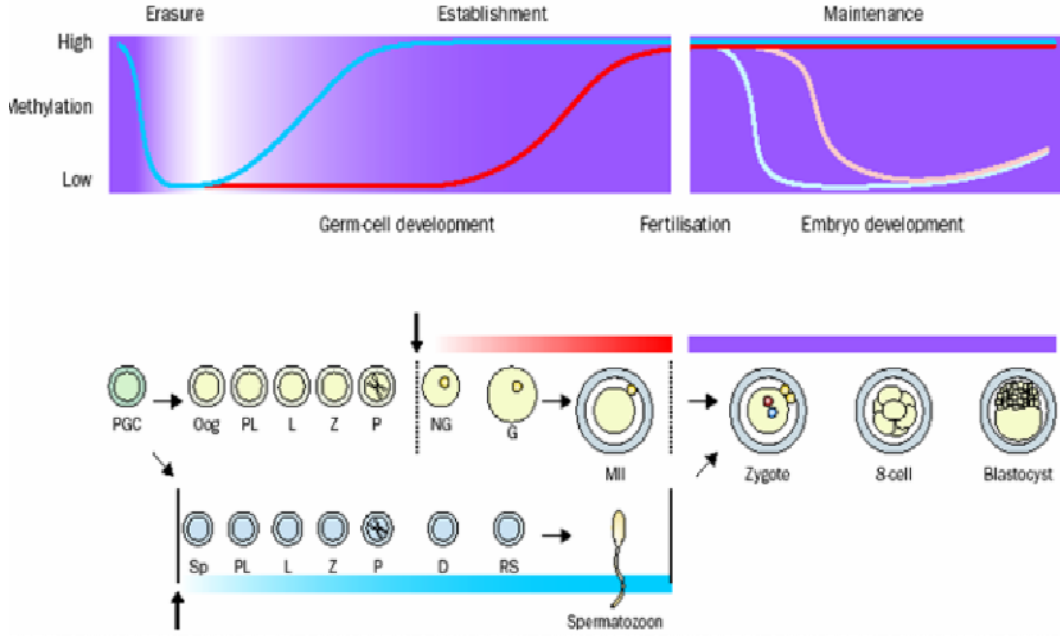 Erasure Establishment Maintenance
High
Methylation
Low
Germ-cell development Fertilisation Embryo development
PGC Oog PL L Z P NG G MII Zygote 8-cell Blastocyst
Sp PL L Z P D RS Spermatozoon